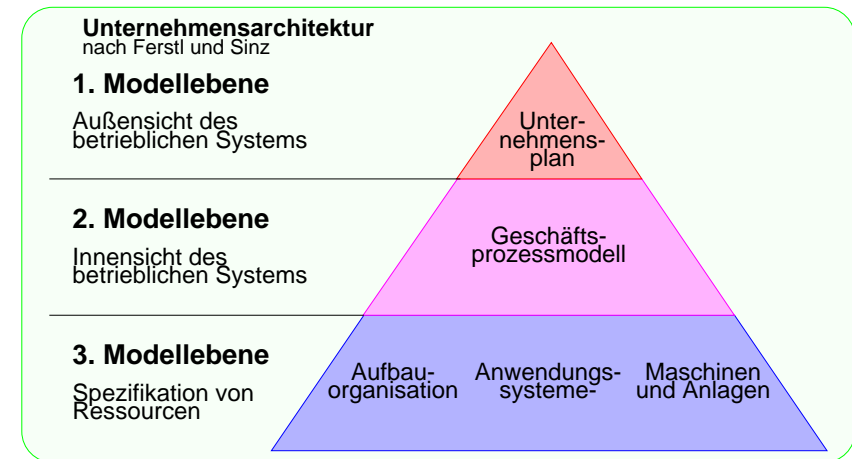 Unternehmensarchitektur
nach Ferstl und Sinz
1. Modellebene
Außensicht des
betrieblichen Systems
Unter-
nehmens-
plan
2. Modellebene
Innensicht des
betrieblichen Systems
Geschäfts-
prozessmodell
3. Modellebene
Spezifikation von
Ressourcen
Aufbau-
organisation
Anwendungs-
systeme-
Maschinen
und Anlagen